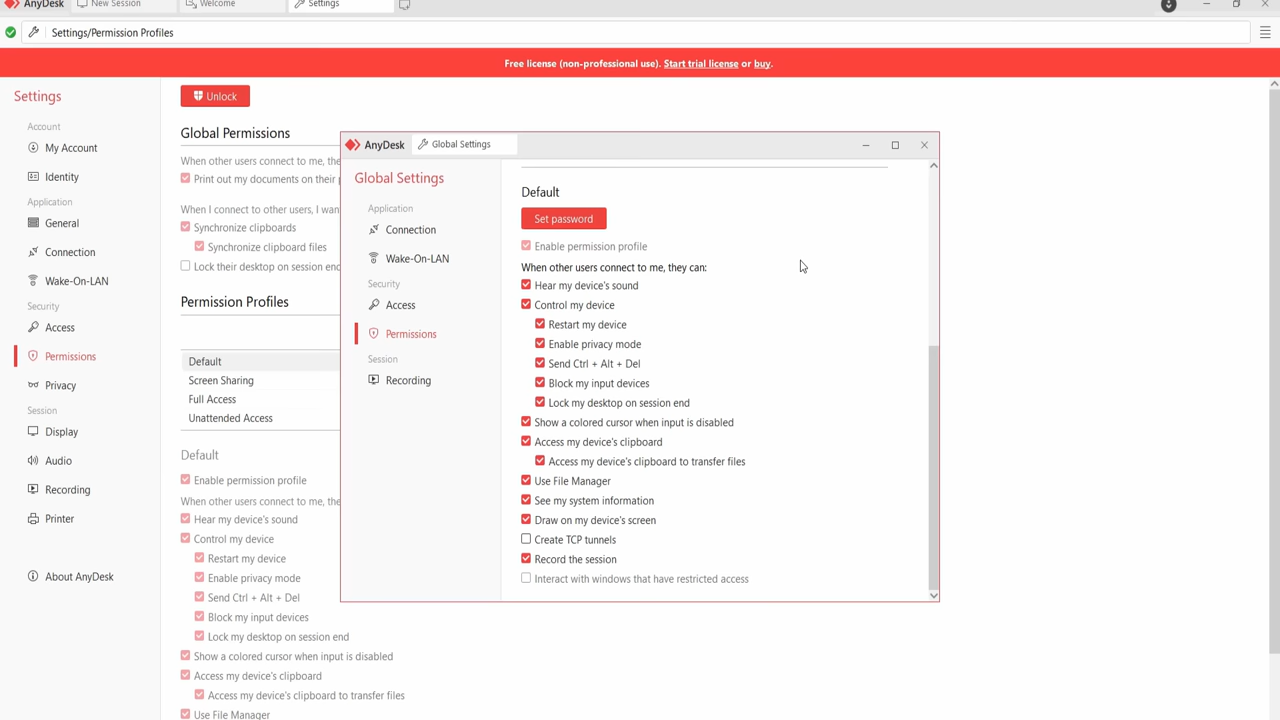 AnyDesk
New Session
Welcome
Settings
Settings/Permission Profiles
Free license (non-professional use). Start trial license or buy.
Settings
Account
My Account
Identity
Application
General
Connection
Wake-On-LAN
Security
Access
Permissions
Privacy
Session
Display
Audio
Recording
Printer
About AnyDesk
Unlock
Global Permissions
When other users connect to me, the
Print out my documents on their
When I connect to other users, I wan
Synchronize clipboards
Synchronize clipboard files
Lock their desktop on session en
Permission Profiles
Default
Screen Sharing
Full Access
Unattended Access
Default
Enable permission profile
When other users connect to me, the
Hear my device's sound
Control my device
Restart my device
Enable privacy mode
Send Ctrl + Alt + Del
Block my input devices
Lock my desktop on session end
Show a colored cursor when input is disabled
Access my device's clipboard
Access my device's clipboard to transfer files
Use File Manager
AnyDesk
Global Settings
Global Settings
Application
Connection
Wake-On-LAN
Security
Access
Permissions
Session
Recording
Default
Set password
Enable permission profile
When other users connect to me, they can:
Hear my device's sound
Control my device
Restart my device
Enable privacy mode
Send Ctrl + Alt + Del
Block my input devices
Lock my desktop on session end
Show a colored cursor when input is disabled
Access my device's clipboard
Access my device's clipboard to transfer files
Use File Manager
See my system information
Draw on my device's screen
Create TCP tunnels
Record the session
Interact with windows that have restricted access